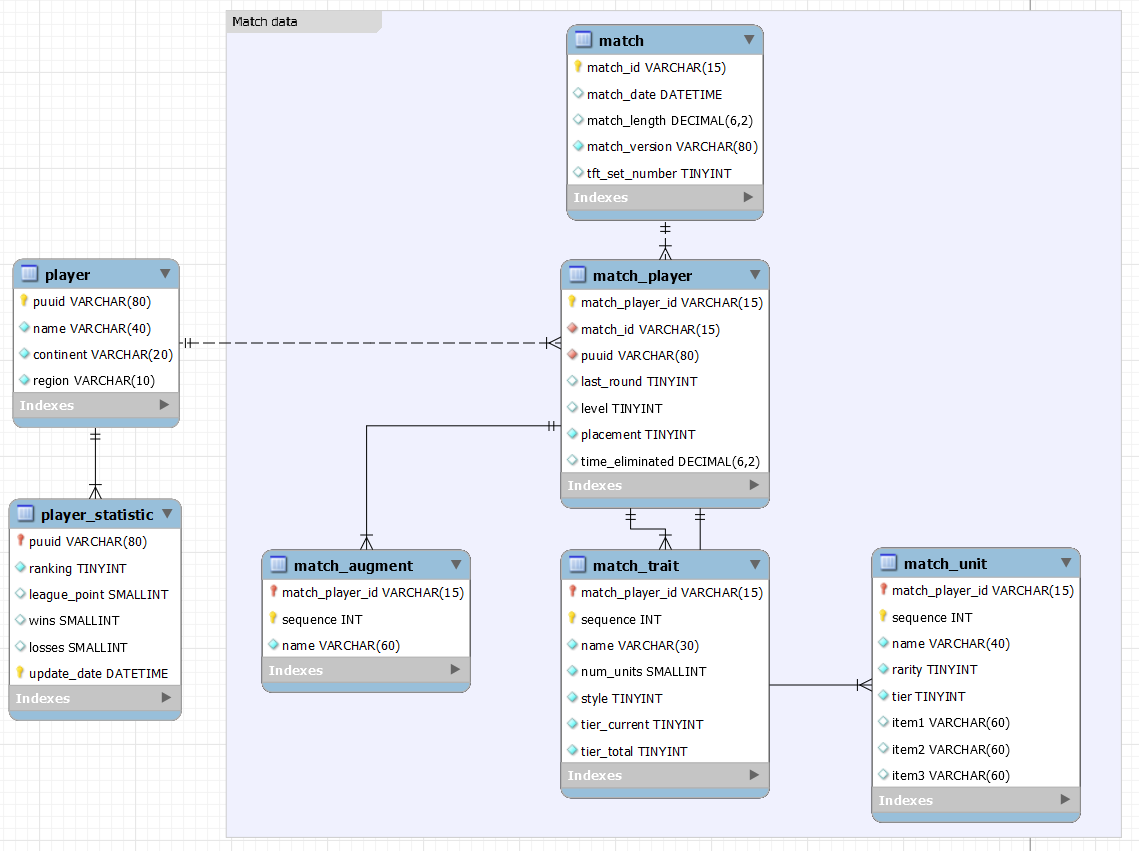 Match data
match
match_id VARCHAR(15)
match_date DATETIME
match_length DECIMAL(6,2)
match_version VARCHAR(80)
tft_set_number TINYINT
Indexes
player
puuid VARCHAR(80)
name VARCHAR(40)
continent VARCHAR(20)
region VARCHAR(10)
Indexes
match_player
match_player_id VARCHAR(15)
match_id VARCHAR(15)
puuid VARCHAR(80)
last_round TINYINT
level TINYINT
placement TINYINT
time_eliminated DECIMAL(6,2)
Indexes
player_statistic
puuid VARCHAR(80)
ranking TINYINT
league_point SMALLINT
wins SMALLINT
losses SMALLINT
update_date DATETIME
Indexes
match_augment
match_player_id VARCHAR(15)
sequence INT
name VARCHAR(60)
Indexes
match_trait
match_player_id VARCHAR(15)
sequence INT
name VARCHAR(30)
num_units SMALLINT
style TINYINT
tier_current TINYINT
tier_total TINYINT
Indexes
match_unit
match_player_id VARCHAR(15)
sequence INT
name VARCHAR(40)
rarity TINYINT
tier TINYINT
item1 VARCHAR(60)
item2 VARCHAR(60)
item3 VARCHAR(60)
Indexes